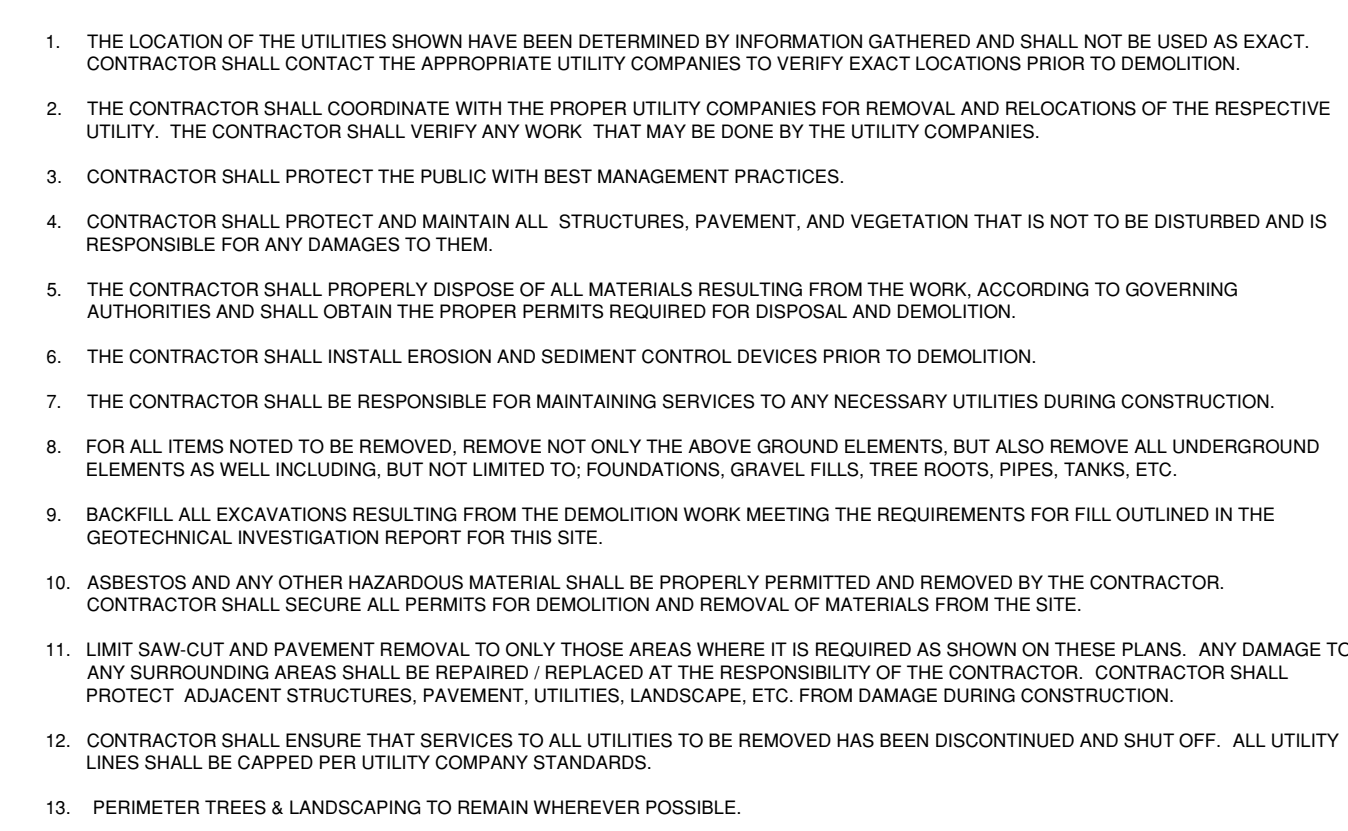 1. THE LOCATION OF THE UTILITIES SHOWN HAVE BEEN DETERMINED BY INFORMATION GATHERED AND SHALL NOT BE USED AS EXACT.
CONTRACTOR SHALL CONTACT THE APPROPRIATE UTILITY COMPANIES TO VERIFY EXACT LOCATIONS PRIOR TO DEMOLITION.
2. THE CONTRACTOR SHALL COORDINATE WITH THE PROPER UTILITY COMPANIES FOR REMOVAL AND RELOCATIONS OF THE RESPECTIVE
UTILITY. THE CONTRACTOR SHALL VERIFY ANY WORK THAT MAY BE DONE BY THE UTILITY COMPANIES.
3. CONTRACTOR SHALL PROTECT THE PUBLIC WITH BEST MANAGEMENT PRACTICES.
4. CONTRACTOR SHALL PROTECT AND MAINTAIN ALL STRUCTURES, PAVEMENT, AND VEGETATION THAT IS NOT TO BE DISTURBED AND IS
RESPONSIBLE FOR ANY DAMAGES TO THEM.
5. THE CONTRACTOR SHALL PROPERLY DISPOSE OF ALL MATERIALS RESULTING FROM THE WORK, ACCORDING TO GOVERNING
AUTHORITIES AND SHALL OBTAIN THE PROPER PERMITS REQUIRED FOR DISPOSAL AND DEMOLITION.
6. THE CONTRACTOR SHALL INSTALL EROSION AND SEDIMENT CONTROL DEVICES PRIOR TO DEMOLITION.
7. THE CONTRACTOR SHALL BE RESPONSIBLE FOR MAINTAINING SERVICES TO ANY NECESSARY UTILITIES DURING CONSTRUCTION.
8. FOR ALL ITEMS NOTED TO BE REMOVED, REMOVE NOT ONLY THE ABOVE GROUND ELEMENTS, BUT ALSO REMOVE ALL UNDERGROUND
ELEMENTS AS WELL INCLUDING, BUT NOT LIMITED TO; FOUNDATIONS, GRAVEL FILLS, TREE ROOTS, PIPES, TANKS, ETC.
9. BACKFILL ALL EXCAVATIONS RESULTING FROM THE DEMOLITION WORK MEETING THE REQUIREMENTS FOR FILL OUTLINED IN THE
GEOTECHNICAL INVESTIGATION REPORT FOR THIS SITE.
10. ASBESTOS AND ANY OTHER HAZARDOUS MATERIAL SHALL BE PROPERLY PERMITTED AND REMOVED BY THE CONTRACTOR.
CONTRACTOR SHALL SECURE ALL PERMITS FOR DEMOLITION AND REMOVAL OF MATERIALS FROM THE SITE.
11. LIMIT SAW-CUT AND PAVEMENT REMOVAL TO ONLY THOSE AREAS WHERE IT IS REQUIRED AS SHOWN ON THESE PLANS. ANY DAMAGE TO
ANY SURROUNDING AREAS SHALL BE REPAIRED / REPLACED AT THE RESPONSIBILITY OF THE CONTRACTOR. CONTRACTOR SHALL
PROTECT ADJACENT STRUCTURES, PAVEMENT, UTILITIES, LANDSCAPE, ETC. FROM DAMAGE DURING CONSTRUCTION.
12. CONTRACTOR SHALL ENSURE THAT SERVICES TO ALL UTILITIES TO BE REMOVED HAS BEEN DISCONTINUED AND SHUT OFF. ALL UTILITY
LINES SHALL BE CAPPED PER UTILITY COMPANY STANDARDS.
13. PERIMETER TREES & LANDSCAPING TO REMAIN WHEREVER POSSIBLE.